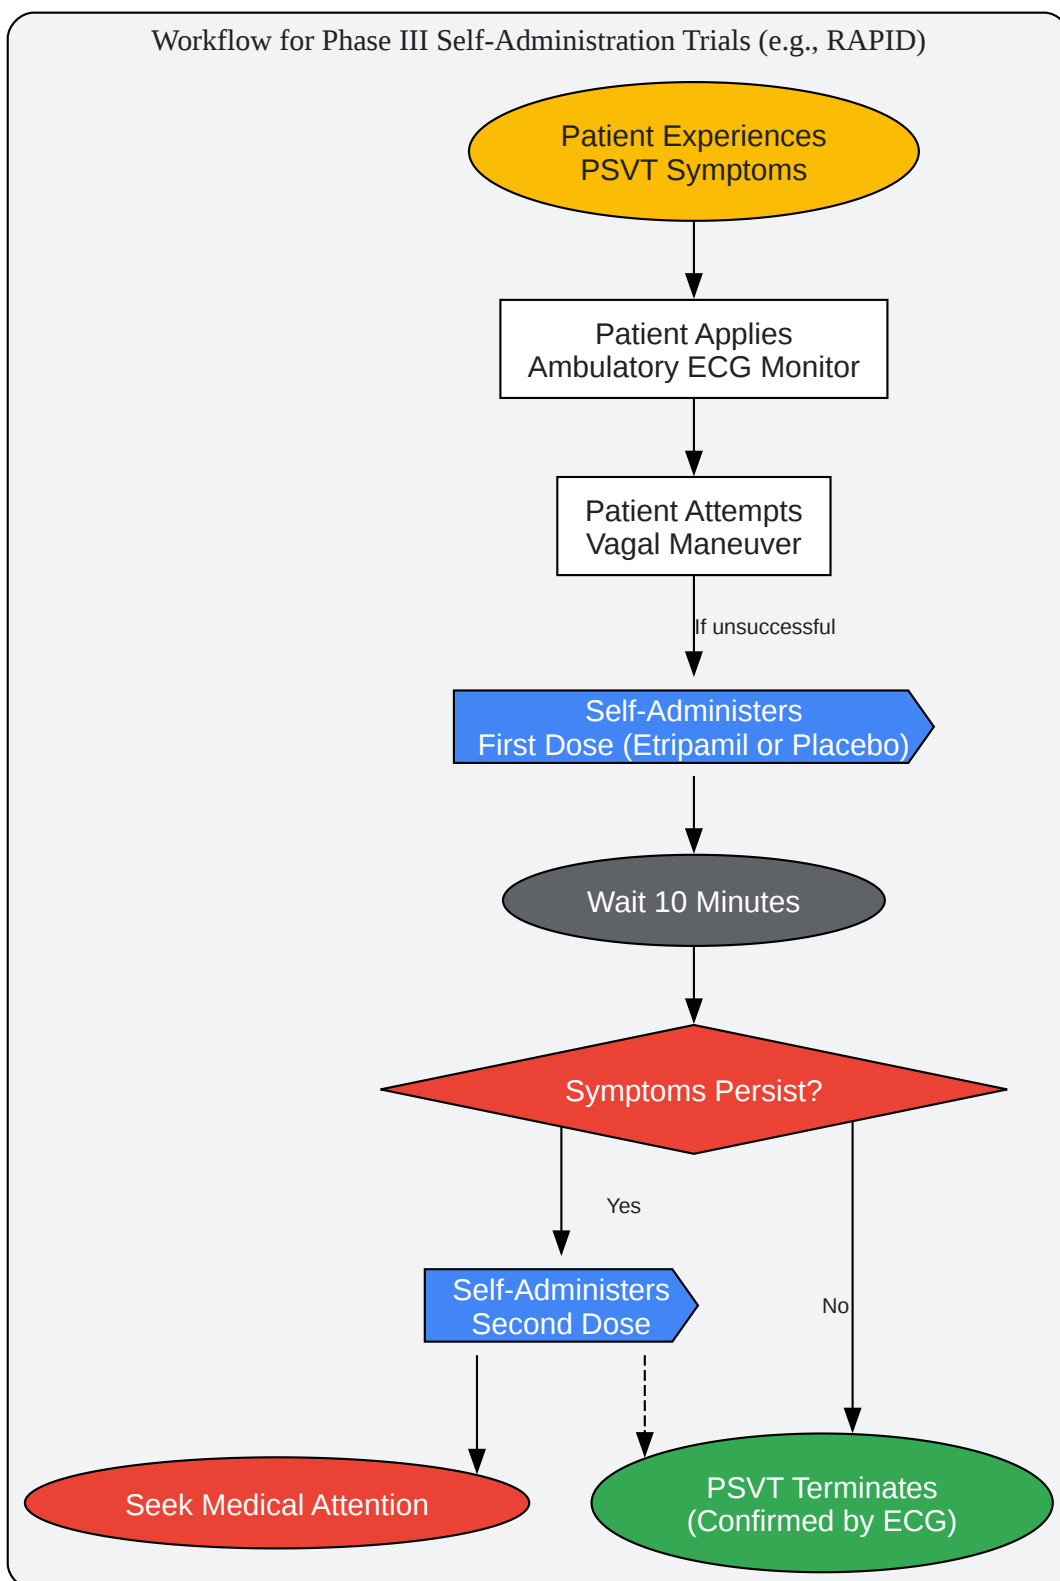 Workflow for Phase III Self-Administration Trials (e.g., RAPID)
Patient Experiences
PSVT Symptoms
Patient Applies
Ambulatory ECG Monitor
Patient Attempts
Vagal Maneuver
If unsuccessful
Self-Administers
First Dose (Etripamil or Placebo)
Wait 10 Minutes
Symptoms Persist?
Yes
Self-Administers
Second Dose
No
Seek Medical Attention
PSVT Terminates
(Confirmed by ECG)